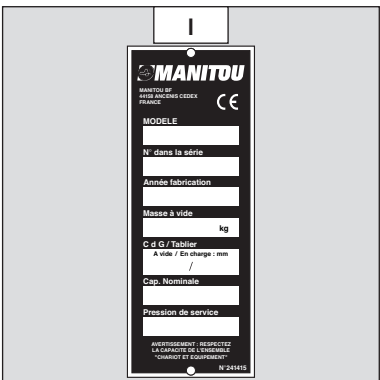 I
MANITOU
MANITOU BF
44158 ANCENIS CEDEX
FRANCE
CE
MODELE
N° dans la série
Année fabrication
Masse à vide
kg
C d G / Tablier
A vide / En charge : mm
/
Cap. Nominale
Pression de service
AVERTISSEMENT : RESPECTEZ
LA CAPACITE DE L'ENSEMBLE
"CHARIOT ET EQUIPEMENT"
N°241415